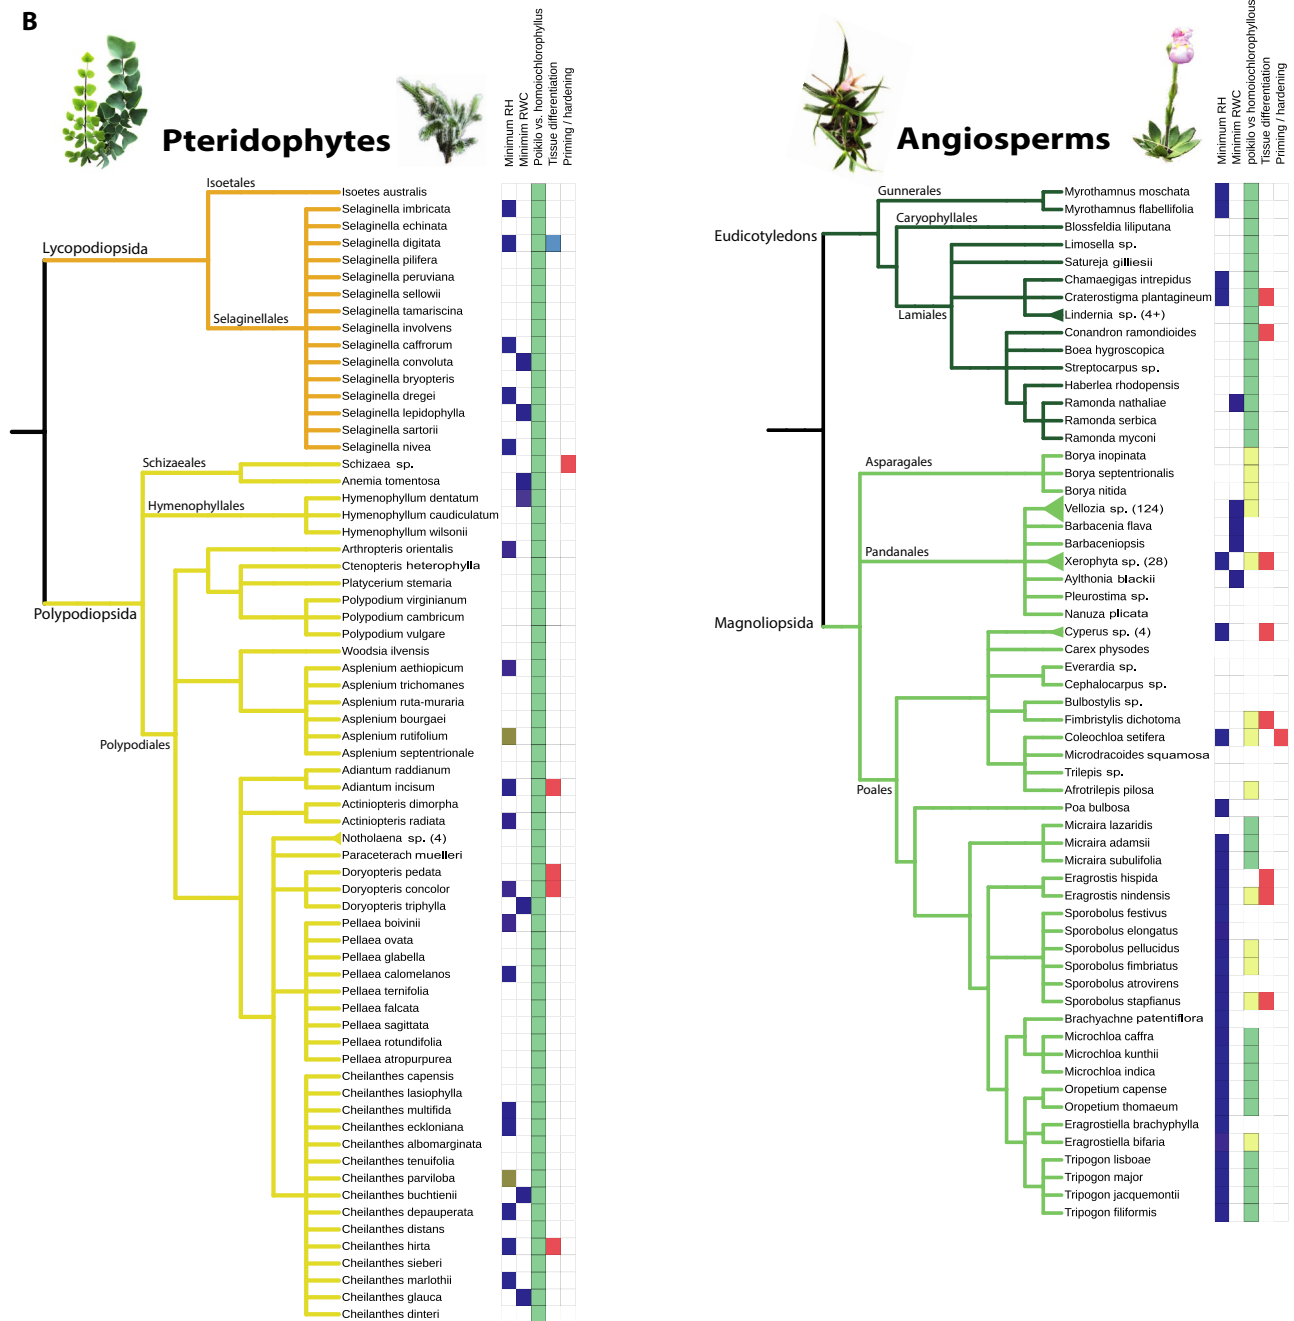 B
Pteridophytes
Minimum RH
Minimin RWC
Poikilo vs. homoiochlorophyllus
Tissue differentiation
Priming / hardening
Isoetales
Lycopodiopsida
Selaginellales
Schizaeales
Hymenophyllales
Polypodiopsida
Polypodiales
Isoetes australis
Selaginella imbricata
Selaginella echinata
Selaginella digitata
Selaginella pilifera
Selaginella peruviana
Selaginella sellowii
Selaginella tamariscina
Selaginella involvens
Selaginella caffrorum
Selaginella convoluta
Selaginella bryopteris
Selaginella dregei
Selaginella lepidophylla
Selaginella sartorii
Selaginella nivea
Schizaea sp.
Anemia tomentosa
Hymenophyllum dentatum
Hymenophyllum caudiculatum
Hymenophyllum wilsonii
Arthropteris orientalis
Ctenopteris heterophylla
Platycerium stemaria
Polypodium virginianum
Polypodium cambricum
Polypodium vulgare
Woodsia ilvensis
Asplenium aethiopicum
Asplenium trichomanes
Asplenium ruta-muraria
Asplenium bourgaei
Asplenium rutifolium
Asplenium septentrionale
Adiantum raddianum
Adiantum incisum
Actiniopteris dimorpha
Actiniopteris radiata
Notholaena sp. (4)
Paraceterach muelleri
Doryopteris pedata
Doryopteris concolor
Doryopteris triphylla
Pellaea boivinii
Pellaea ovata
Pellaea glabella
Pellaea calomelanos
Pellaea ternifolia
Pellaea falcata
Pellaea sagittata
Pellaea rotundifolia
Pellaea atropurpurea
Cheilanthes capensis
Cheilanthes lasiophylla
Cheilanthes multifida
Cheilanthes eckloniana
Cheilanthes albomarginata
Cheilanthes tenuifolia
Cheilanthes parviloba
Cheilanthes buchtienii
Cheilanthes depauperata
Cheilanthes distans
Cheilanthes hirta
Cheilanthes sieberi
Cheilanthes marlothii
Cheilanthes glauca
Cheilanthes dinteri
Angiosperms
Minimum RH
Minimim RWC
poikilo vs homoiochlorophyllous
Tissue differentiation
Priming / hardening
Gunnerales
Caryophyllales
Eudicotyledons
Lamiales
Asparagales
Pandanales
Magnoliopsida
Poales
Myrothamnus moschata
Myrothamnus flabellifolia
Blossfeldia liliputana
Limosella sp.
Satureja gilliesii
Chamaegigas intrepidus
Craterostigma plantagineum
Lindernia sp. (4+)
Conandron ramondioides
Boea hygroscopica
Streptocarpus sp.
Haberlea rhodopensis
Ramonda nathaliae
Ramonda serbica
Ramonda myconi
Borya inopinata
Borya septentrionalis
Borya nitida
Vellozia sp. (124)
Barbacenia flava
Barbaceniopsis
Xerophyta sp. (28)
Aylthonia blackii
Pleurostima sp.
Nanuza plicata
Cyperus sp. (4)
Carex physodes
Everardia sp.
Cephalocarpus sp.
Bulbostylis sp.
Fimbristylis dichotoma
Coleochloa setifera
Microdracoides squamosa
Trilepis sp.
Afrotrilepis pilosa
Poa bulbosa
Micraira lazaridis
Micraira adamsii
Micraira subulifolia
Eragrostis hispida
Eragrostis nindensis
Sporobolus festivus
Sporobolus elongatus
Sporobolus pellucidus
Sporobolus fimbriatus
Sporobolus atrovirens
Sporobolus stapfianus
Brachyachne patentiflora
Microchloa caffra
Microchloa kunthii
Microchloa indica
Oropetium capense
Oropetium thomaeum
Eragrostiella brachyphylla
Eragrostiella bifaria
Tripogon lisboae
Tripogon major
Tripogon jacquemontii
Tripogon filiformis